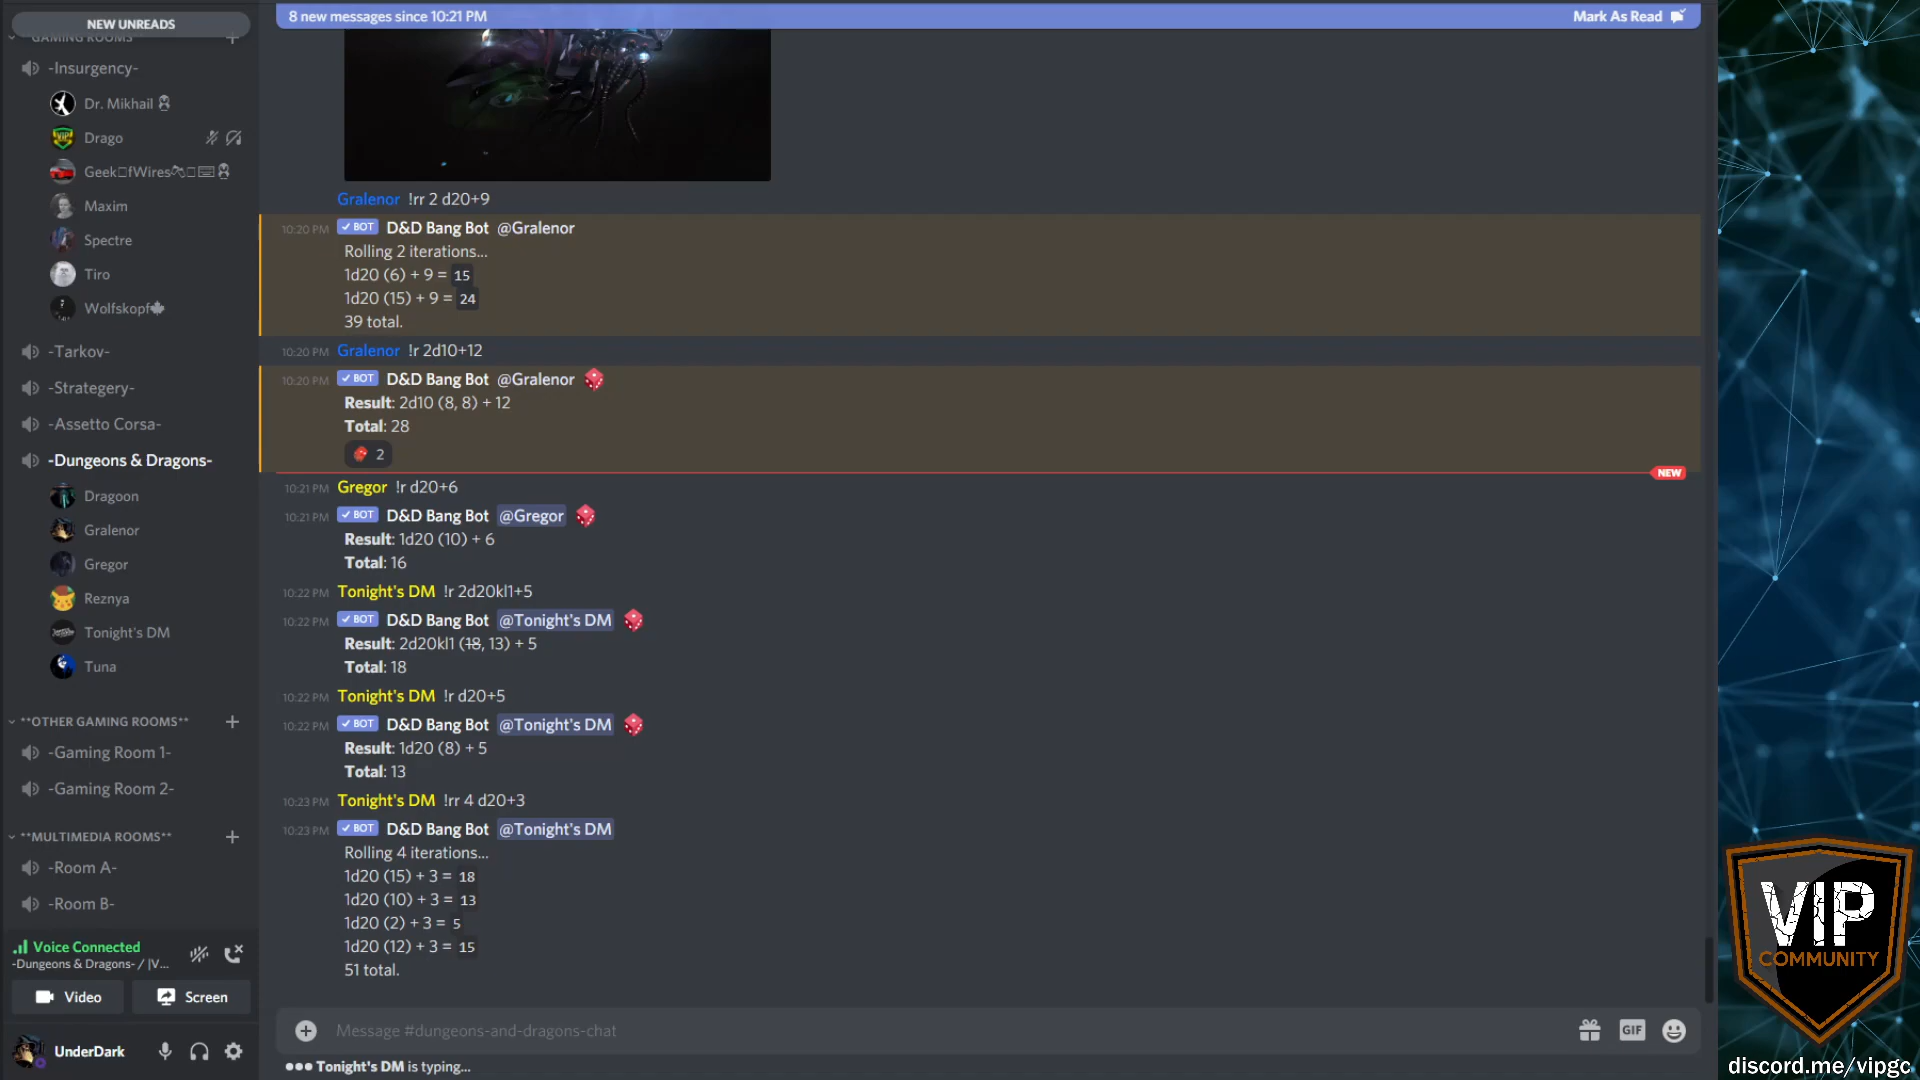 NEW UNREADS
GAMING ROOMS
-Insurgency-
Dr. Mikhail
Drago
Geek▯fWires
Maxim
Spectre
Tiro
Wolfskopf
-Tarkov-
-Strategery-
-Assetto Corsa-
-Dungeons & Dragons-
Dragoon
Gralenor
Gregor
Reznya
Tonight's DM
Tuna
**OTHER GAMING ROOMS**
-Gaming Room 1-
-Gaming Room 2-
**MULTIMEDIA ROOMS**
-Room A-
-Room B-
Voice Connected
-Dungeons & Dragons- / |V...
Video Screen
UnderDark
8 new messages since 10:21 PM Mark As Read
Gralenor !rr 2 d20+9
10:20 PM BOT D&D Bang Bot @Gralenor
Rolling 2 iterations...
1d20 (6) + 9 = 15
1d20 (15) + 9 = 24
39 total.
10:20 PM Gralenor !r 2d10+12
10:20 PM BOT D&D Bang Bot @Gralenor
Result: 2d10 (8, 8) + 12
Total: 28
2
NEW
10:21 PM Gregor !r d20+6
10:21 PM BOT D&D Bang Bot @Gregor
Result: 1d20 (10) + 6
Total: 16
10:22 PM Tonight's DM !r 2d20kl1+5
10:22 PM BOT D&D Bang Bot @Tonight's DM
Result: 2d20kl1 (18, 13) + 5
Total: 18
10:22 PM Tonight's DM !r d20+5
10:22 PM BOT D&D Bang Bot @Tonight's DM
Result: 1d20 (8) + 5
Total: 13
10:23 PM Tonight's DM !rr 4 d20+3
10:23 PM BOT D&D Bang Bot @Tonight's DM
Rolling 4 iterations...
1d20 (15) + 3 = 18
1d20 (10) + 3 = 13
1d20 (2) + 3 = 5
1d20 (12) + 3 = 15
51 total.
Message #dungeons-and-dragons-chat
GIF
Tonight's DM is typing...
VIP
COMMUNITY
discord.me/vipgc